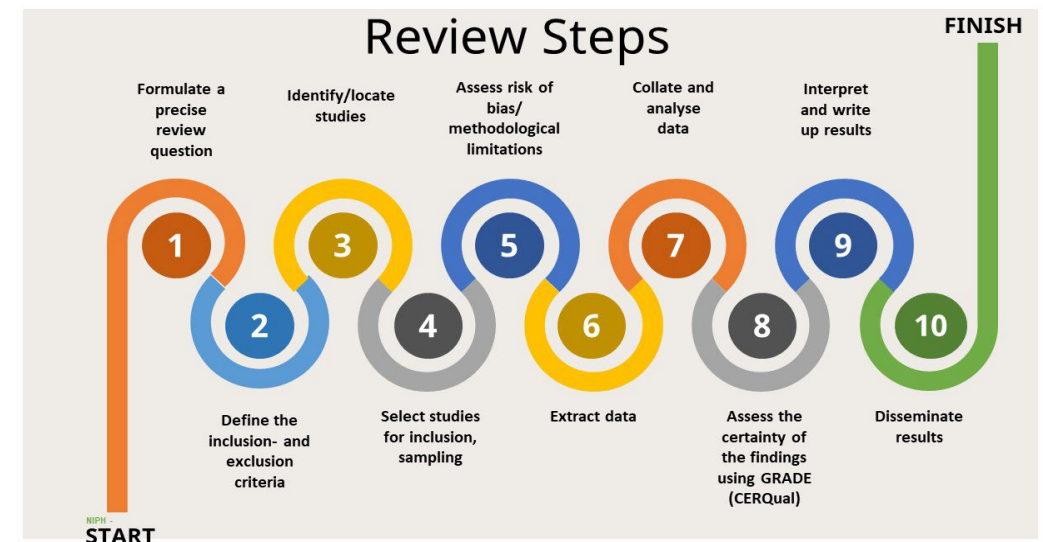 Review Steps
FINISH
Formulate a
precise
review
question
Identify/locate
studies
Assess risk of
bias/
methodological
limitations
Collate and
analyse
data
Interpret
and write
up results
1
3
5
7
9
2
4
6
8
10
Define the
inclusion- and
exclusion
criteria
Select studies
for inclusion,
sampling
Extract data
Assess the
certainty of
the findings
using GRADE
(CERQual)
Disseminate
results
NIPH -
START